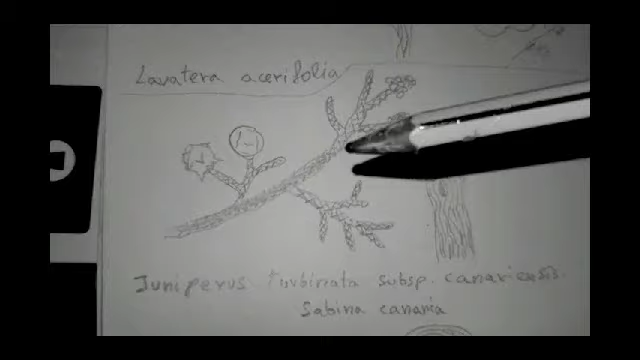 Lavatera acerifolia
Juniperus turbinata subsp. canariensis.
Sabina canaria